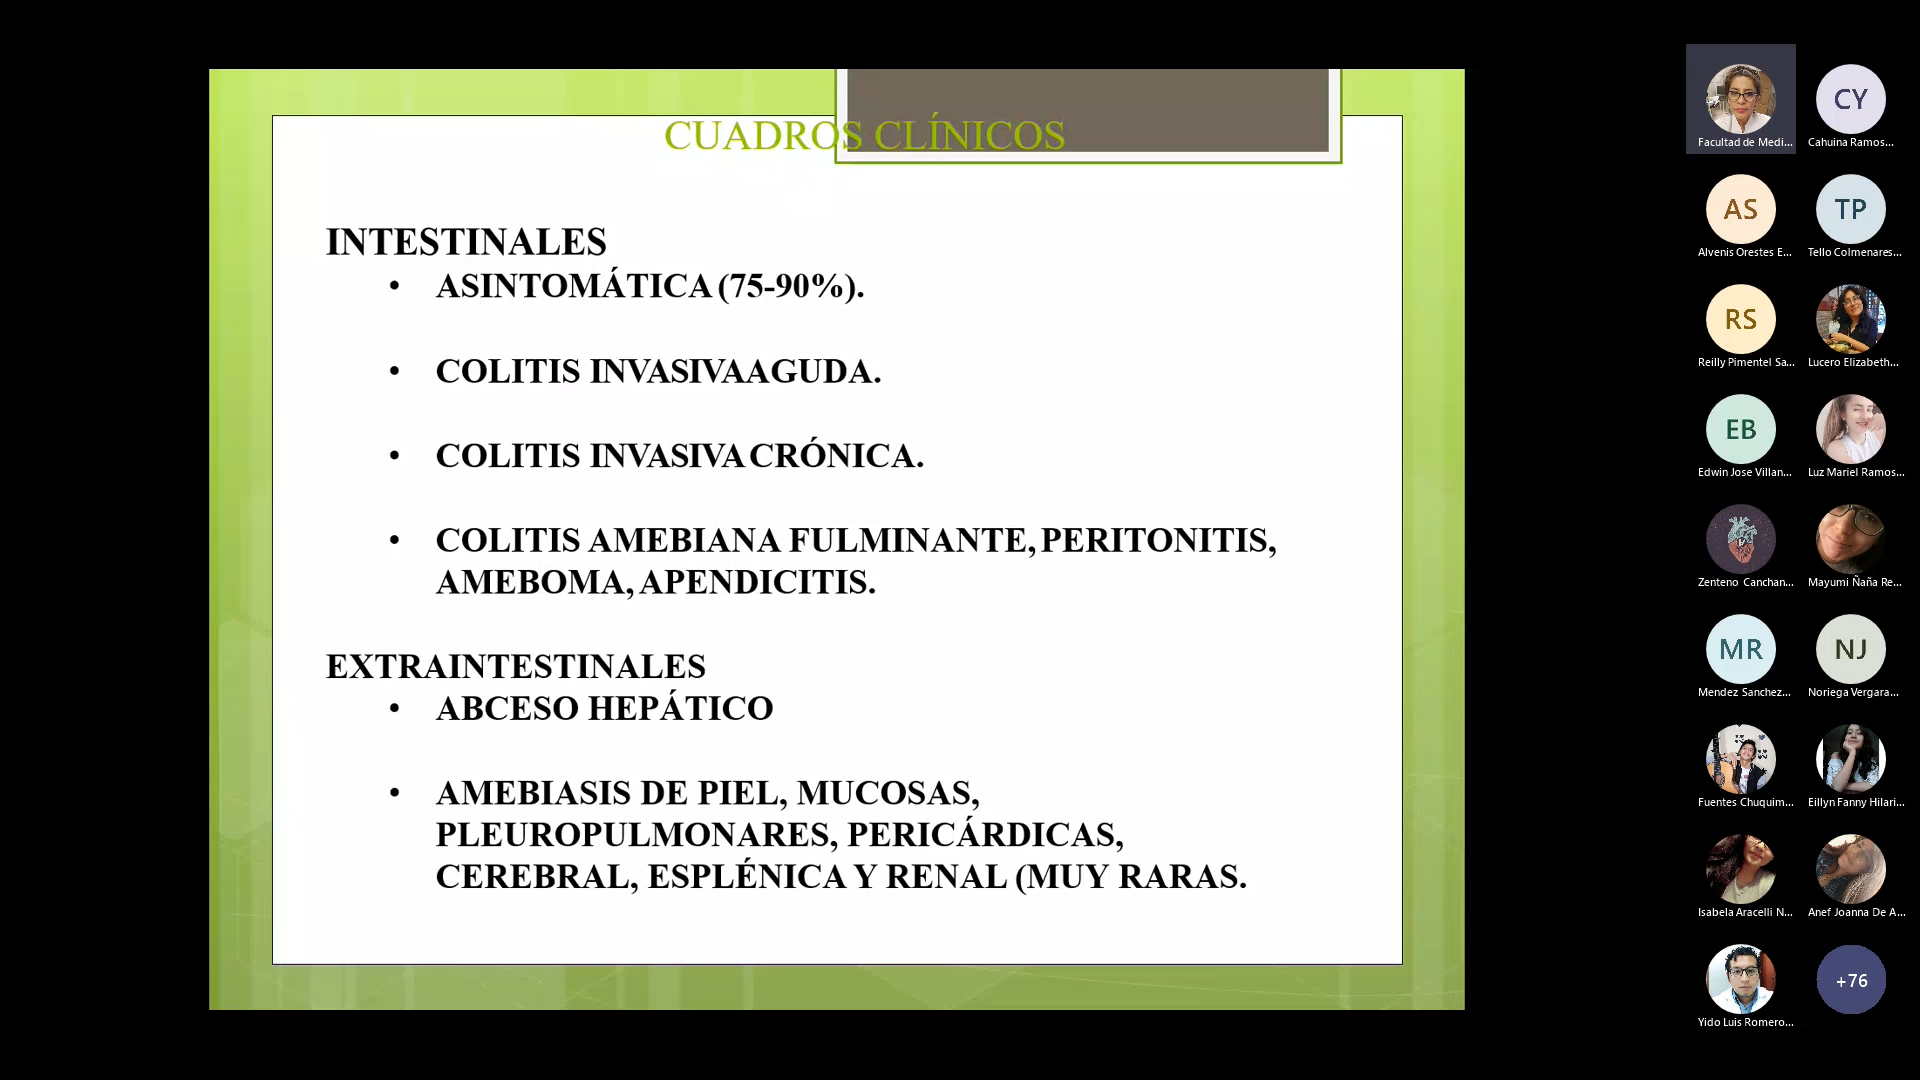 CUADROS CLÍNICOS
INTESTINALES
• ASINTOMÁTICA (75-90%).
• COLITIS INVASIVA AGUDA.
• COLITIS INVASIVA CRÓNICA.
• COLITIS AMEBIANA FULMINANTE, PERITONITIS,
AMEBOMA, APENDICITIS.
EXTRAINTESTINALES
• ABCESO HEPÁTICO
• AMEBIASIS DE PIEL, MUCOSAS,
PLEUROPULMONARES, PERICÁRDICAS,
CEREBRAL, ESPLÉNICA Y RENAL (MUY RARAS.
Facultad de Medi...
CY
Cahuina Ramos...
AS
Alvenis Orestes E...
TP
Tello Colmenares...
RS
Reilly Pimentel Sa...
Lucero Elizabeth...
EB
Edwin Jose Villan...
Luz Mariel Ramos...
Zenteno Canchan...
Mayumi Ñaña Re...
MR
Mendez Sanchez...
NJ
Noriega Vergara...
Fuentes Chuquim...
Eillyn Fanny Hilari...
Isabela Aracelli N...
Anef Joanna De A...
Yido Luis Romero...
+76